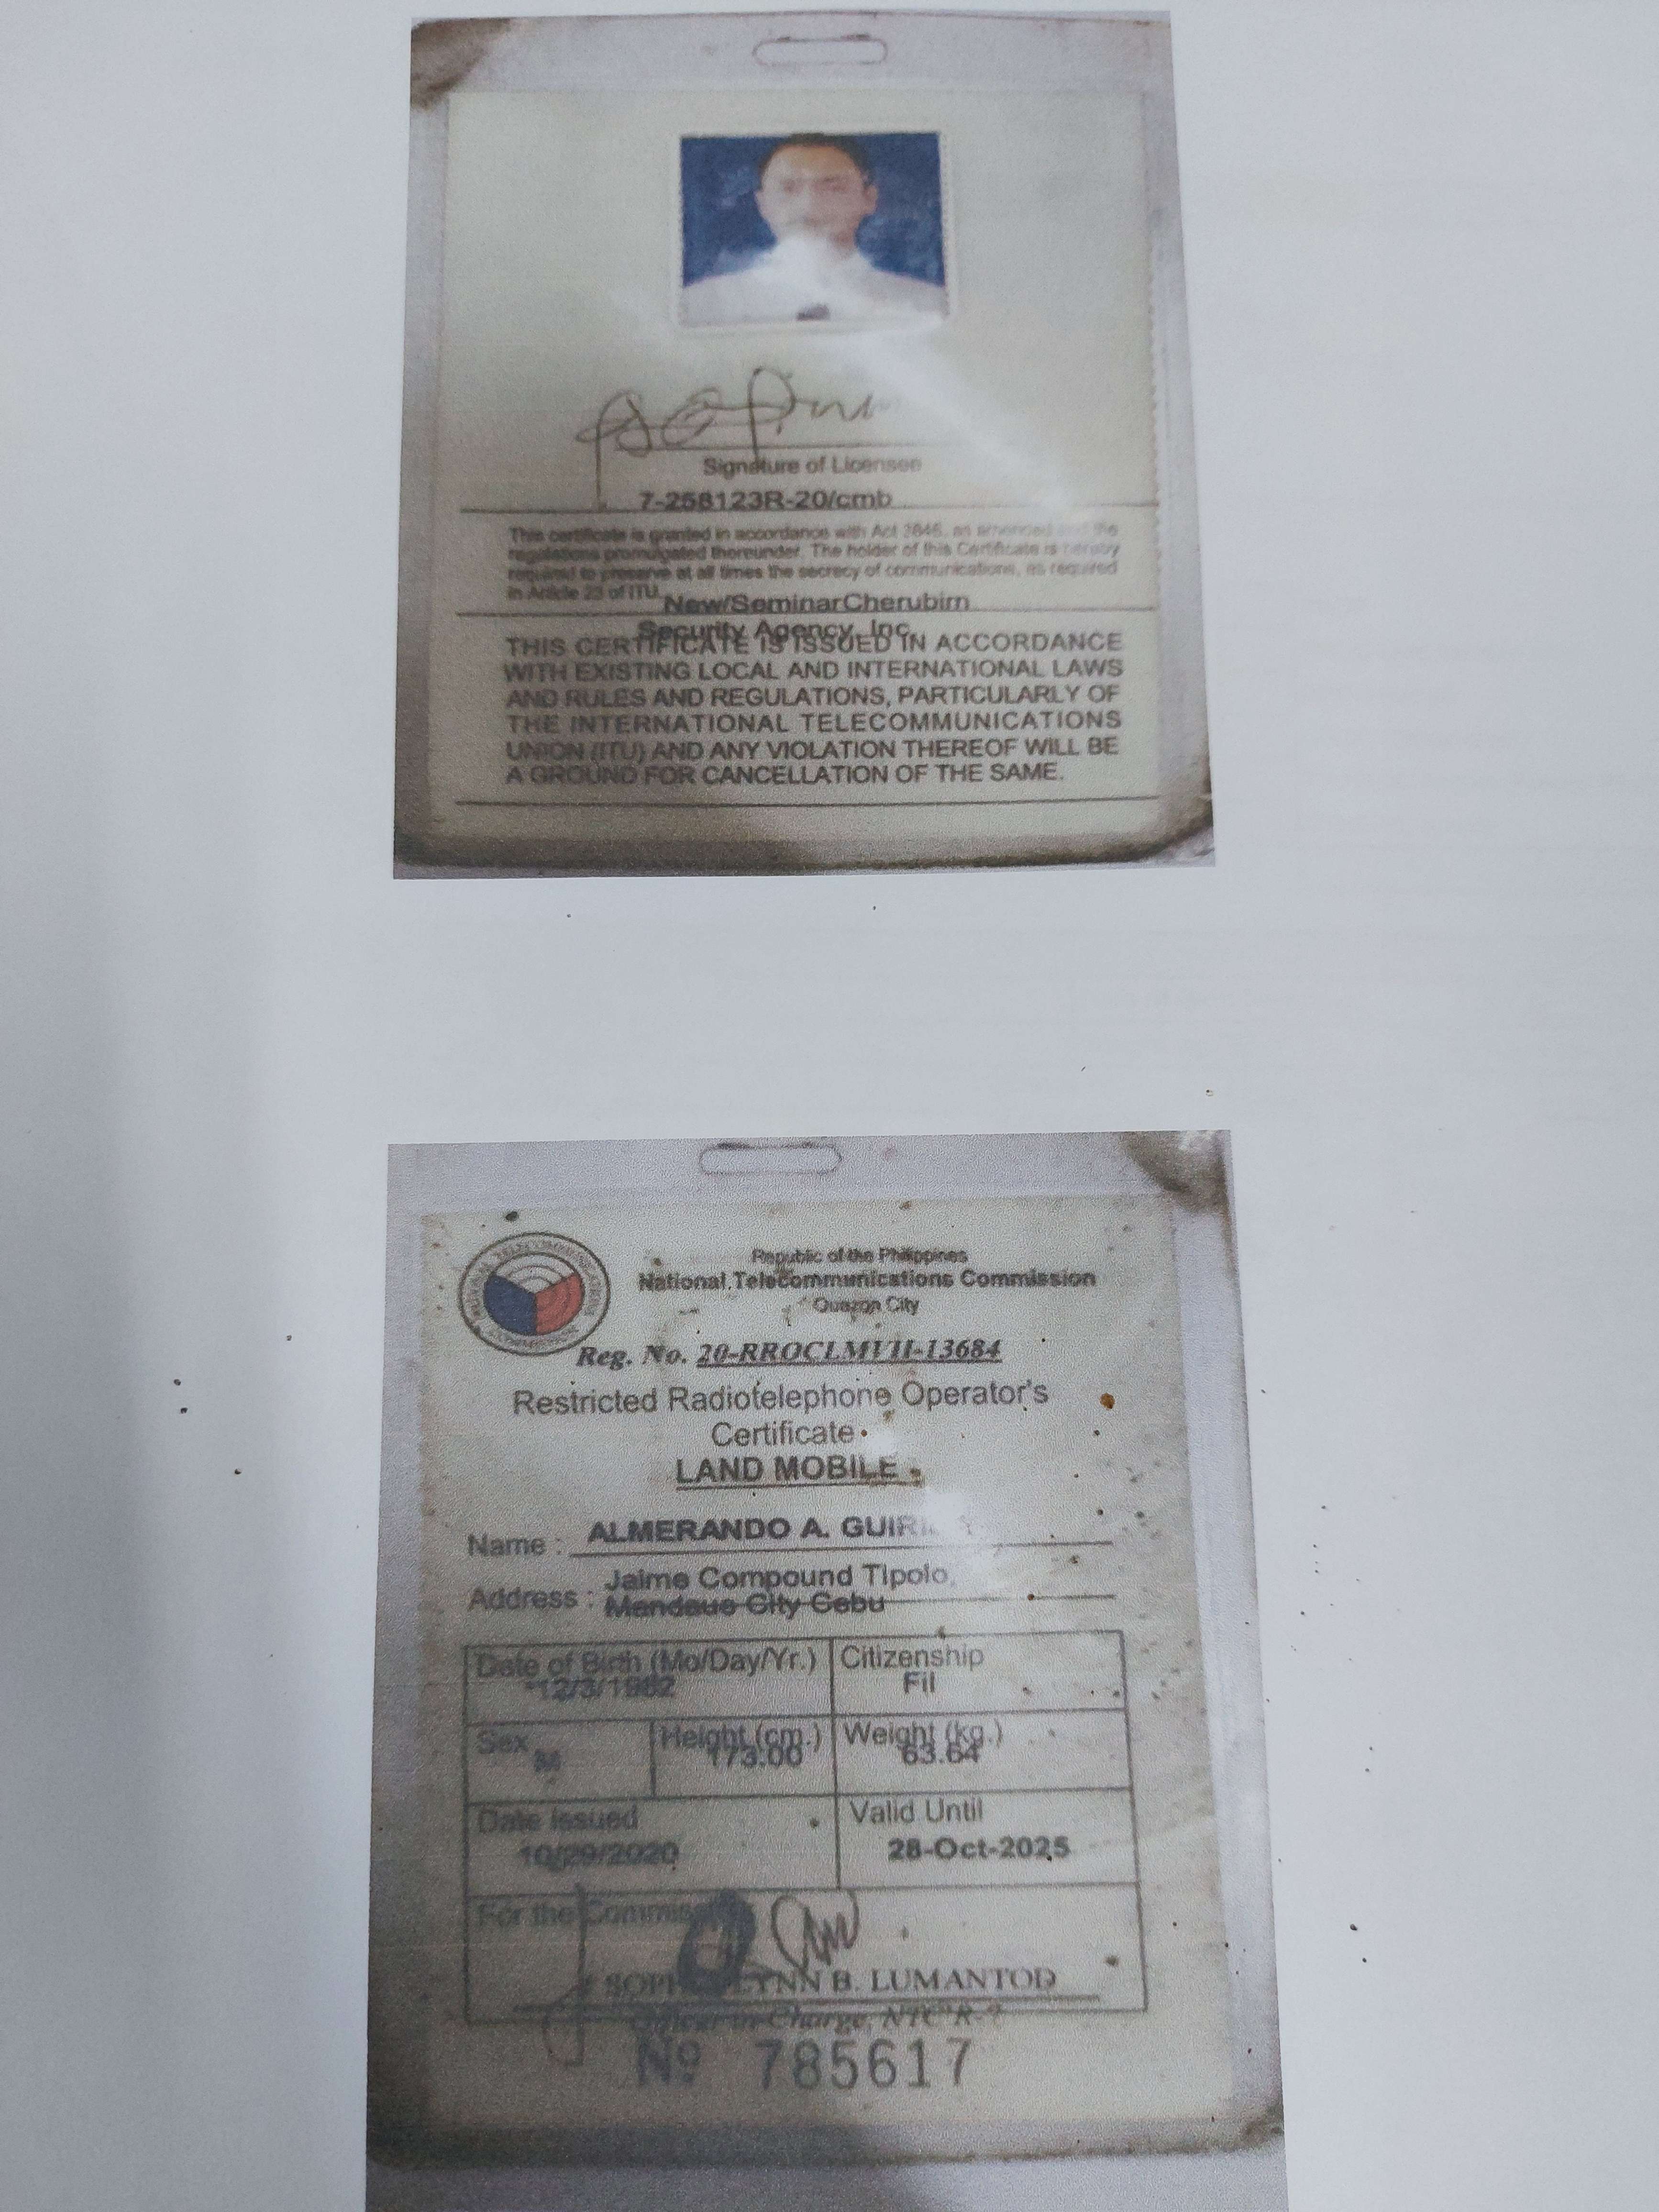 Signature of Licensee
7-258123R-20/cmb
This certificate is granted in accordance with Act 3846, as amended and the
regulations promulgated thereunder. The holder of this Certificate is hereby
required to preserve at all times the secrecy of communications, as required
in Article 23 of ITU.
New/SeminarCherubim
Security Agency, Inc.
THIS CERTIFICATE IS ISSUED IN ACCORDANCE
WITH EXISTING LOCAL AND INTERNATIONAL LAWS
AND RULES AND REGULATIONS, PARTICULARLY OF
THE INTERNATIONAL TELECOMMUNICATIONS
UNION (ITU) AND ANY VIOLATION THEREOF WILL BE
A GROUND FOR CANCELLATION OF THE SAME.
Republic of the Philippines
National Telecommunications Commission
Quezon City
Reg. No. 20-RROCLMVII-13684
Restricted Radiotelephone Operator's
Certificate
LAND MOBILE
Name : ALMERANDO A.
Address : Jaime Compound Tipolo,
Mandaue City Cebu
Date of Birth (Mo/Day/Yr.) Citizenship
12/3/1982 Fil
Sex Height (cm.) Weight (kg.)
M 173.00 63.64
Date Issued Valid Until
10/29/2020 28-Oct-2025
For the
B. LUMANTOD
Officer-in-Charge, NTC R-7
Nº 785617